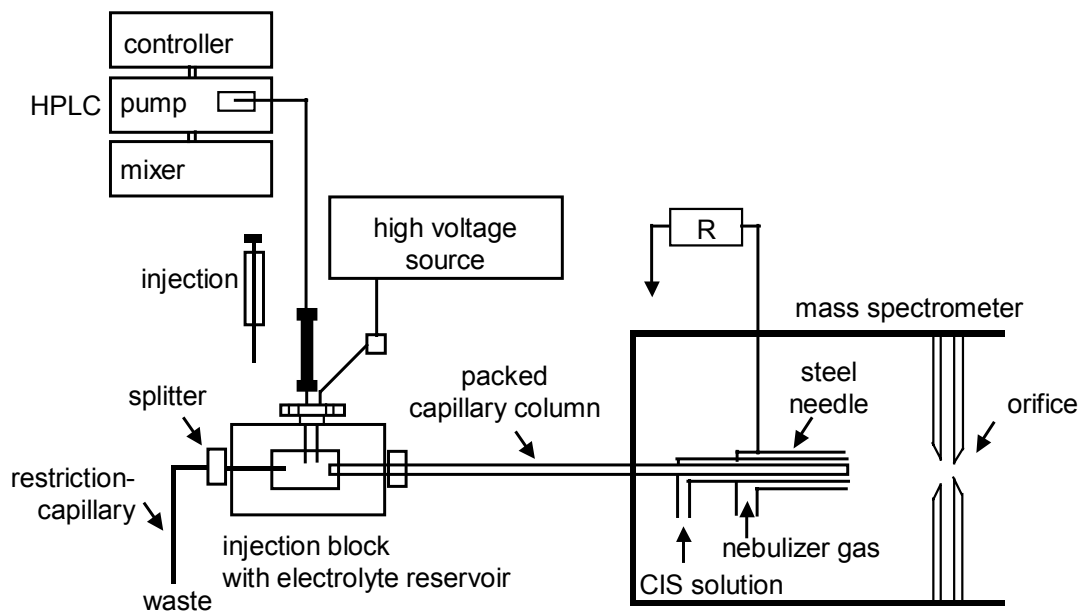 controller
HPLC
pump
mixer
high voltage
source
R
injection
mass spectrometer
splitter
packed
capillary column
steel
needle
orifice
restriction-
capillary
injection block
with electrolyte reservoir
nebulizer gas
CIS solution
waste